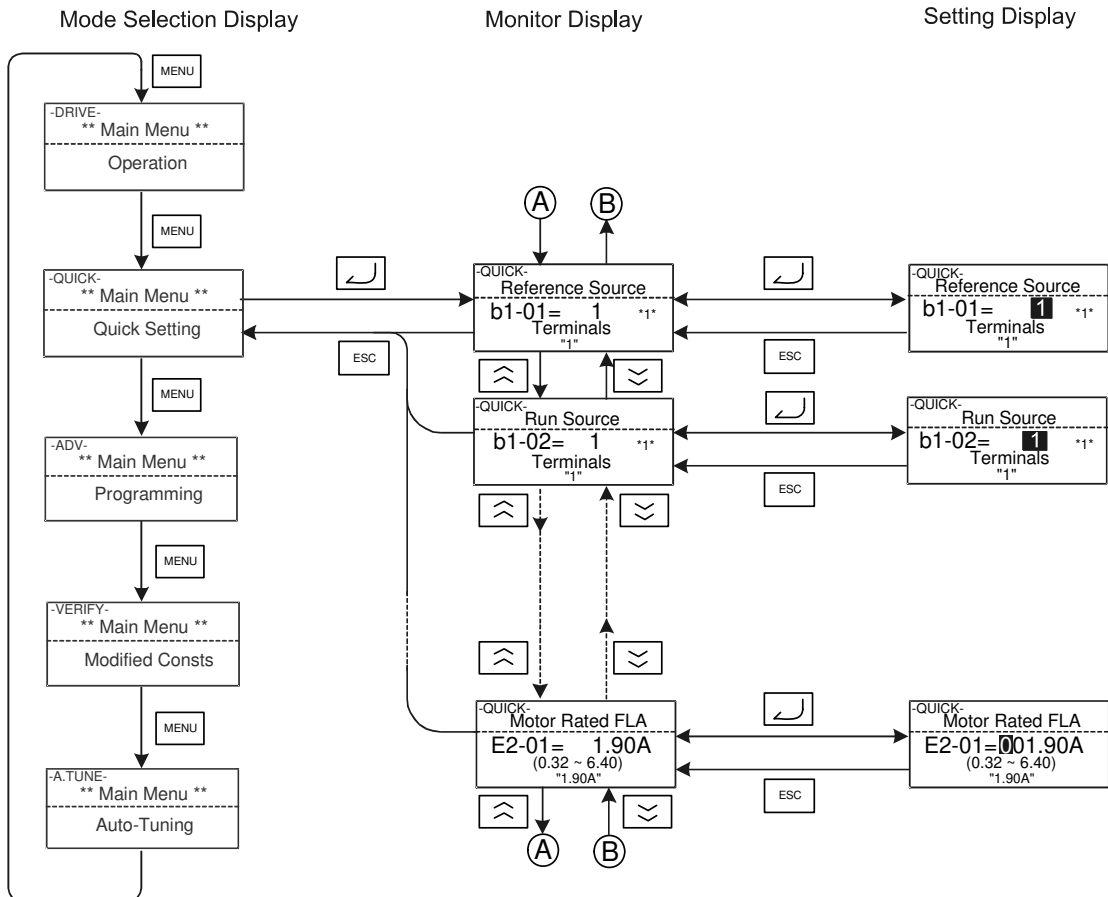 Mode Selection Display
Monitor Display
Setting Display
MENU
-DRIVE-
** Main Menu **
Operation
MENU
-QUICK-
** Main Menu **
Quick Setting
MENU
-ADV-
** Main Menu **
Programming
MENU
-VERIFY-
** Main Menu **
Modified Consts
MENU
-A.TUNE-
** Main Menu **
Auto-Tuning
ESC
A B
-QUICK-
Reference Source
b1-01= 1 *1*
Terminals
"1"
-QUICK-
Run Source
b1-02= 1 *1*
Terminals
"1"
-QUICK-
Motor Rated FLA
E2-01= 1.90A
(0.32 ~ 6.40)
"1.90A"
A B
ESC
ESC
ESC
-QUICK-
Reference Source
b1-01= 1 *1*
Terminals
"1"
-QUICK-
Run Source
b1-02= 1 *1*
Terminals
"1"
-QUICK-
Motor Rated FLA
E2-01=001.90A
(0.32 ~ 6.40)
"1.90A"